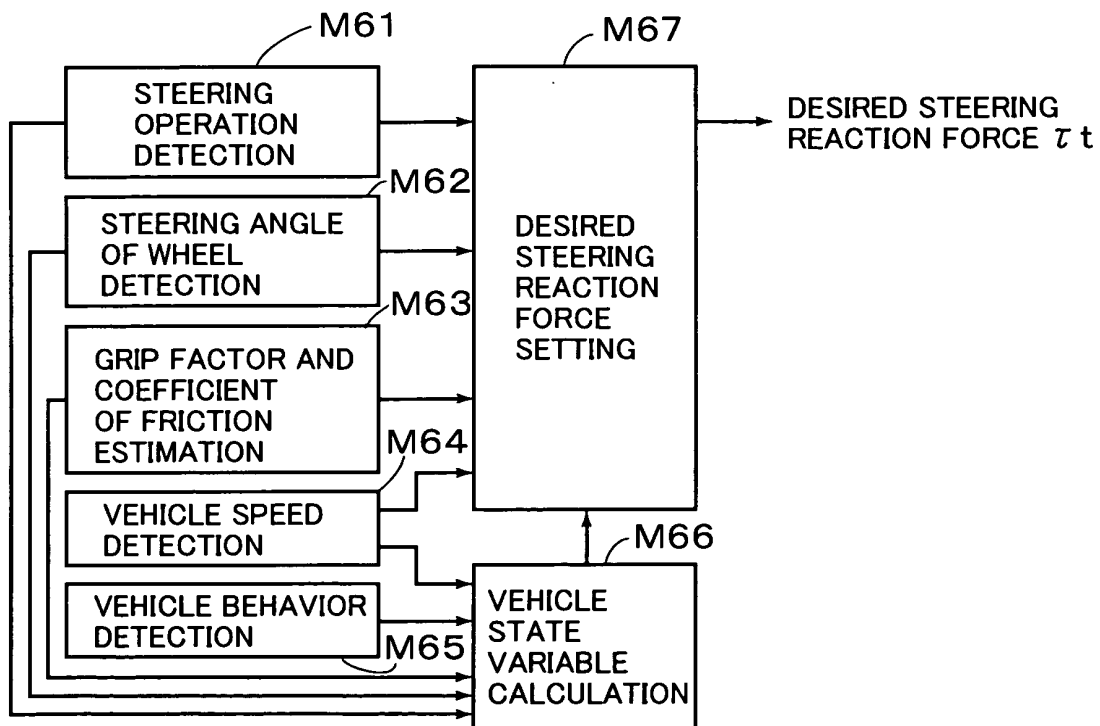 M61
STEERING
OPERATION
DETECTION
M62
STEERING ANGLE
OF WHEEL
DETECTION
M63
GRIP FACTOR AND
COEFFICIENT
OF FRICTION
ESTIMATION
M64
VEHICLE SPEED
DETECTION
VEHICLE BEHAVIOR
DETECTION
M65
M66
VEHICLE
STATE
VARIABLE
CALCULATION
M67
DESIRED
STEERING
REACTION
FORCE
SETTING
DESIRED STEERING
REACTION FORCE τt